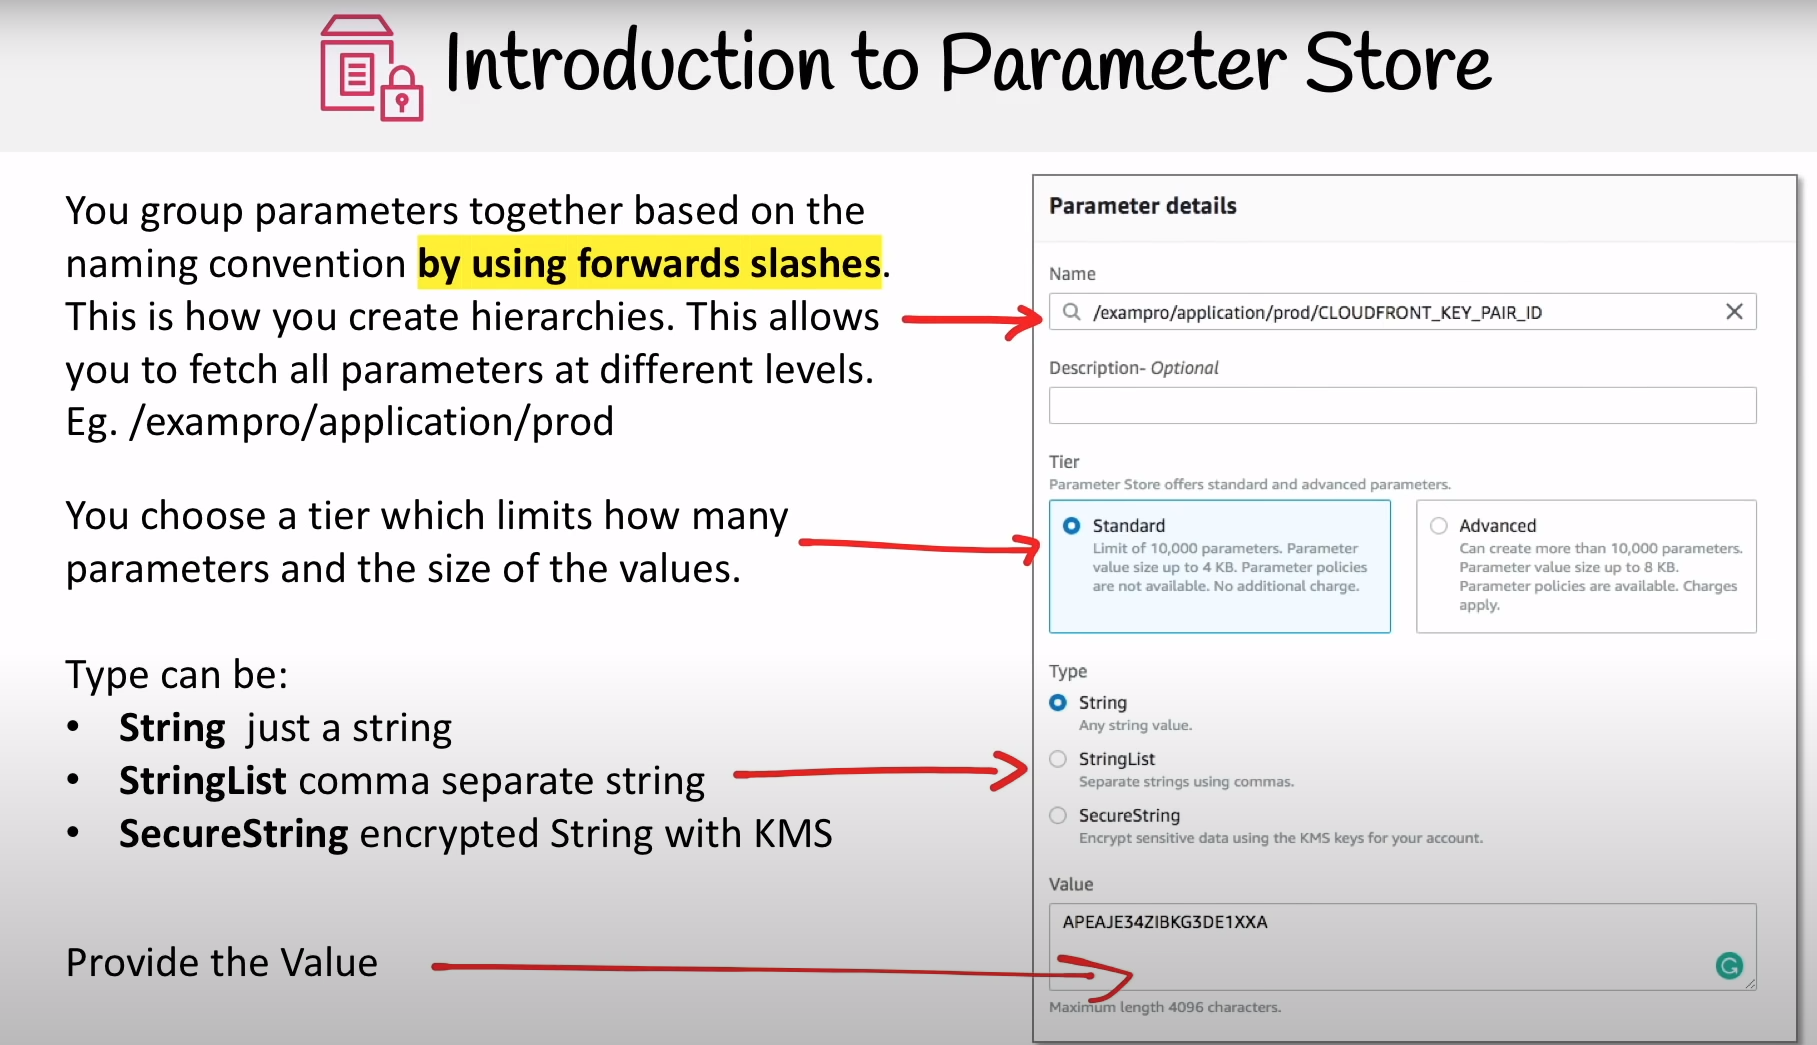 Introduction to Parameter Store
You group parameters together based on the
naming convention by using forwards slashes.
This is how you create hierarchies. This allows
you to fetch all parameters at different levels.
Eg. /exampro/application/prod
You choose a tier which limits how many
parameters and the size of the values.
Type can be:
• String just a string
• StringList comma separate string
• SecureString encrypted String with KMS
Provide the Value
Parameter details
Name
/exampro/application/prod/CLOUDFRONT_KEY_PAIR_ID
Description- Optional
Tier
Parameter Store offers standard and advanced parameters.
Standard
Limit of 10,000 parameters. Parameter
value size up to 4 KB. Parameter policies
are not available. No additional charge.
Advanced
Can create more than 10,000 parameters.
Parameter value size up to 8 KB.
Parameter policies are available. Charges
apply.
Type
String
Any string value.
StringList
Separate strings using commas.
SecureString
Encrypt sensitive data using the KMS keys for your account.
Value
APEAJE34ZIBKG3DE1XXA
Maximum length 4096 characters.